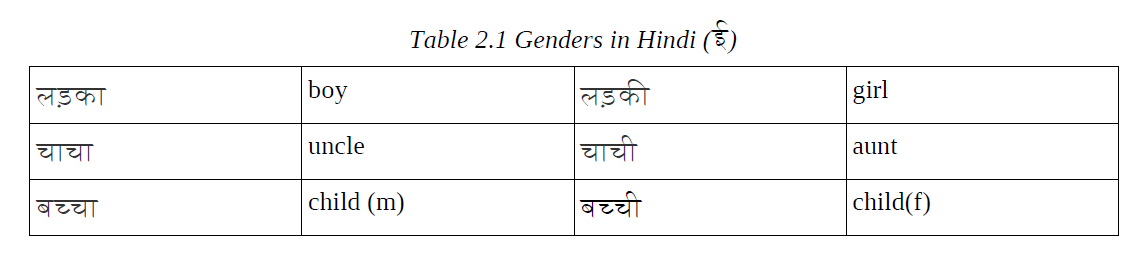 Table 2.1 Genders in Hindi (ई)
लड़का boy लड़की girl
चाचा uncle चाची aunt
बच्चा child (m) बच्ची child(f)